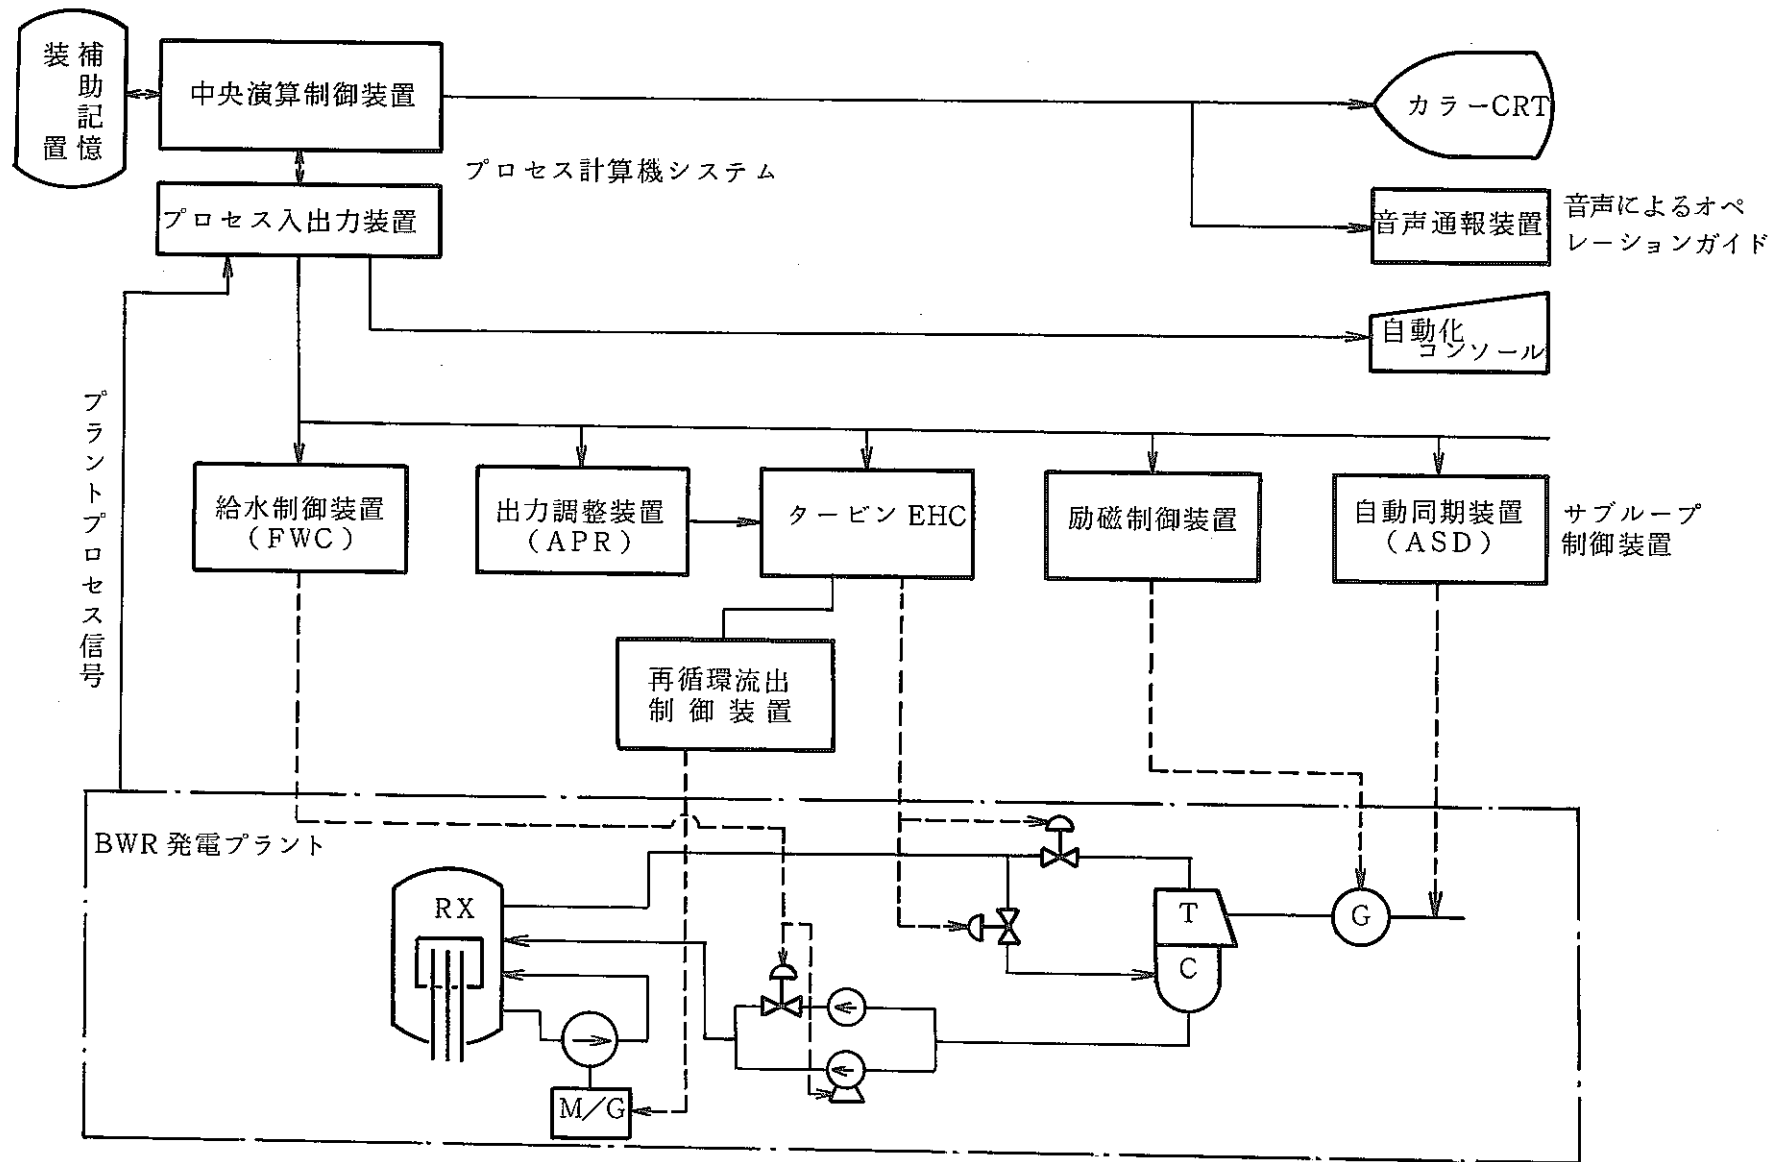 補助記憶
装置
中央演算制御装置
カラーCRT
プロセス計算機システム
プロセス入出力装置
音声通報装置
音声によるオペ
レーションガイド
自動化
コンソール
プラントプロセス信号
給水制御装置
(FWC)
出力調整装置
(APR)
タービン EHC
励磁制御装置
自動同期装置
(ASD)
サブループ
制御装置
再循環流出
制御装置
BWR 発電プラント
RX
T
G
C
M/G